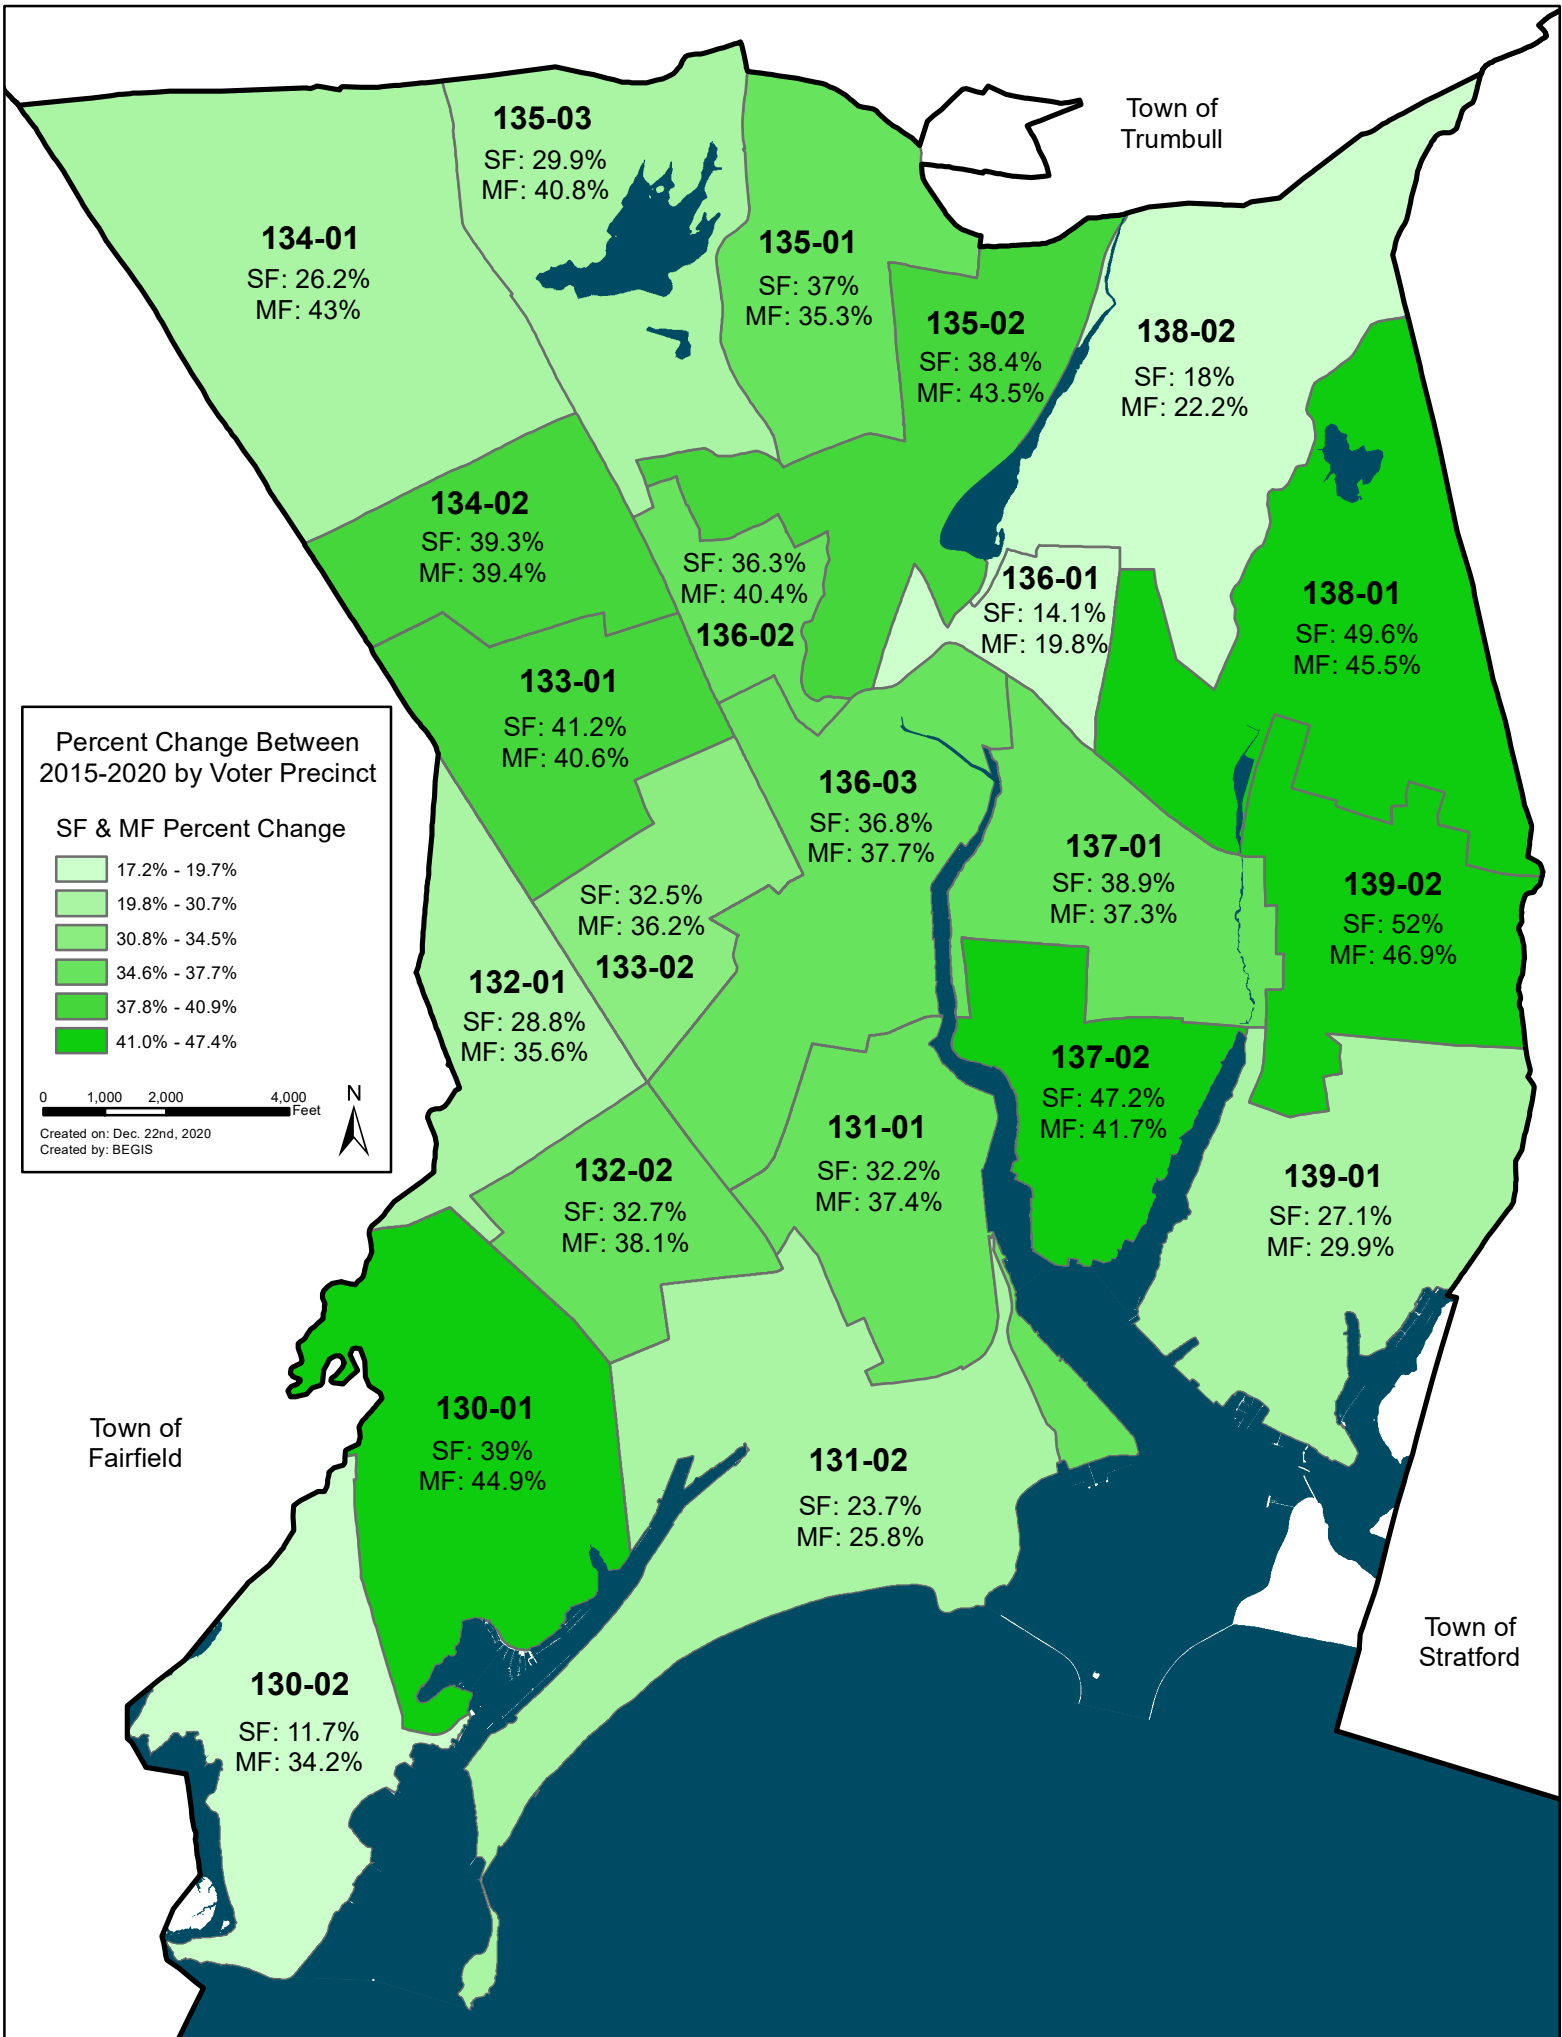 Town of
Trumbull
135-03
SF: 29.9%
MF: 40.8%
134-01
SF: 26.2%
MF: 43%
135-01
SF: 37%
MF: 35.3%
135-02
SF: 38.4%
MF: 43.5%
138-02
SF: 18%
MF: 22.2%
134-02
SF: 39.3%
MF: 39.4%
SF: 36.3%
MF: 40.4%
136-02
136-01
SF: 14.1%
MF: 19.8%
138-01
SF: 49.6%
MF: 45.5%
133-01
SF: 41.2%
MF: 40.6%
136-03
SF: 36.8%
MF: 37.7%
137-01
SF: 38.9%
MF: 37.3%
139-02
SF: 52%
MF: 46.9%
SF: 32.5%
MF: 36.2%
133-02
132-01
SF: 28.8%
MF: 35.6%
137-02
SF: 47.2%
MF: 41.7%
131-01
SF: 32.2%
MF: 37.4%
132-02
SF: 32.7%
MF: 38.1%
139-01
SF: 27.1%
MF: 29.9%
130-01
SF: 39%
MF: 44.9%
131-02
SF: 23.7%
MF: 25.8%
130-02
SF: 11.7%
MF: 34.2%
Town of
Fairfield
Town of
Stratford
Percent Change Between
2015-2020 by Voter Precinct
SF & MF Percent Change
17.2% - 19.7%
19.8% - 30.7%
30.8% - 34.5%
34.6% - 37.7%
37.8% - 40.9%
41.0% - 47.4%
0 1,000 2,000 4,000
Feet
N
Created on: Dec. 22nd, 2020
Created by: BEGIS